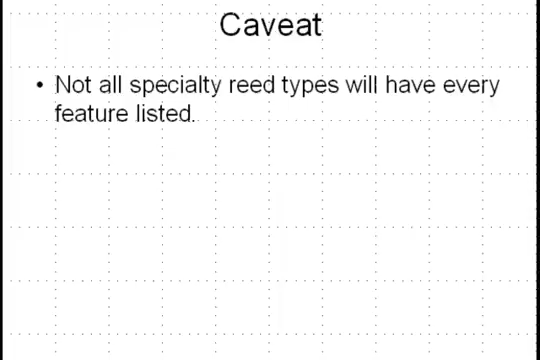 Caveat
• Not all specialty reed types will have every
feature listed.